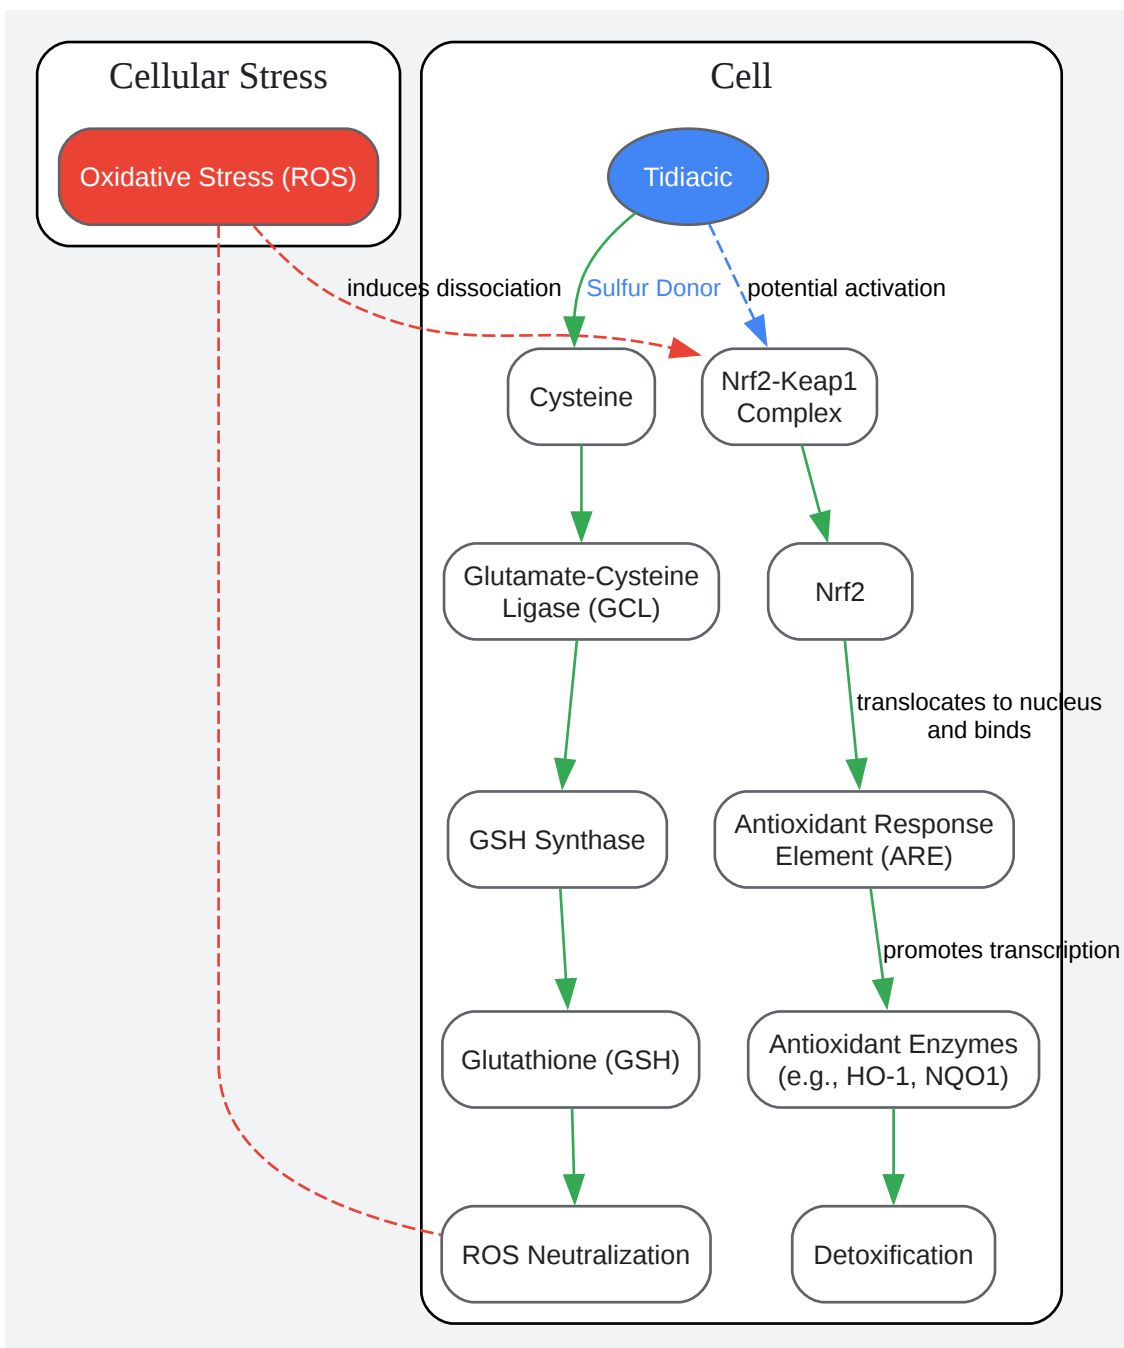 Cellular Stress
Cell
Oxidative Stress (ROS)
Tidiacic
induces dissociation
Sulfur Donor
potential activation
Cysteine
Nrf2-Keap1
Complex
Glutamate-Cysteine
Ligase (GCL)
Nrf2
translocates to nucleus
and binds
GSH Synthase
Antioxidant Response
Element (ARE)
promotes transcription
Glutathione (GSH)
Antioxidant Enzymes
(e.g., HO-1, NQO1)
ROS Neutralization
Detoxification